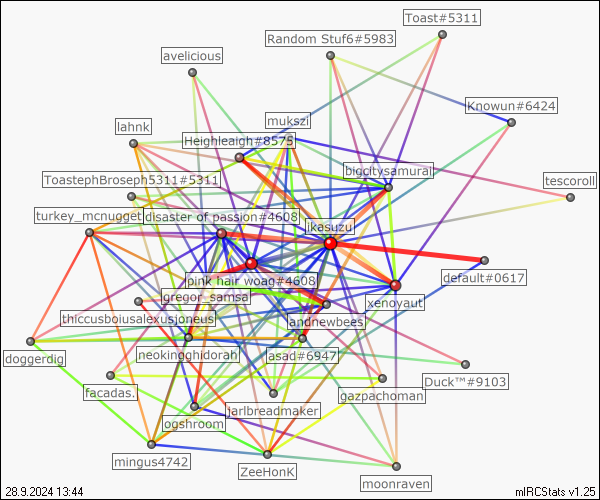 Toast#5311
Random Stuf6#5983
avelicious
Knowun#6424
mukszi
lahnk
Heighleaigh#8575
bigcitysamurai
ToastephBroseph5311#5311
tescoroll
turkey_mcnugget
disaster of passion#4608
ikesuzu
pink hair woag#4608
default#0617
gregor_samsa
xenoyaut
thiccusboiusalexusjoneus
andnewbees
doggerdig
neokingghidorah
asad#6947
Duck™#9103
facadas.
gazpachoman
jarlbreadmaker
ogshroom
mingus4742
ZeeHonK
moonraven
28.9.2024 13:44
mIRCStats v1.25